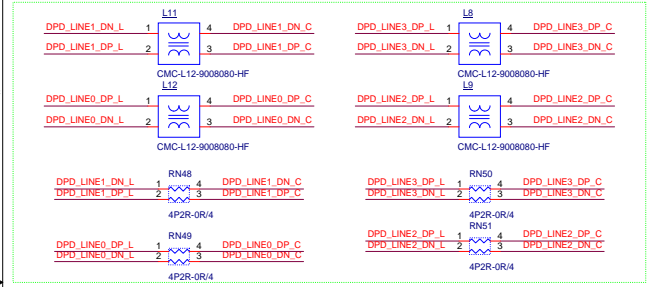 L11
DPD_LINE1_DN_L 1 4 DPD_LINE1_DN_C
DPD_LINE1_DP_L 2 3 DPD_LINE1_DP_C
CMC-L12-9008080-HF
L8
DPD_LINE3_DP_L 1 4 DPD_LINE3_DP_C
DPD_LINE3_DN_L 2 3 DPD_LINE3_DN_C
CMC-L12-9008080-HF
L12
DPD_LINE0_DP_L 1 4 DPD_LINE0_DP_C
DPD_LINE0_DN_L 2 3 DPD_LINE0_DN_C
CMC-L12-9008080-HF
L9
DPD_LINE2_DP_L 1 4 DPD_LINE2_DP_C
DPD_LINE2_DN_L 2 3 DPD_LINE2_DN_C
CMC-L12-9008080-HF
RN48
DPD_LINE1_DN_L 1 4 DPD_LINE1_DN_C
DPD_LINE1_DP_L 2 3 DPD_LINE1_DP_C
4P2R-0R/4
RN50
DPD_LINE3_DP_L 1 4 DPD_LINE3_DP_C
DPD_LINE3_DN_L 2 3 DPD_LINE3_DN_C
4P2R-0R/4
RN49
DPD_LINE0_DP_L 1 4 DPD_LINE0_DP_C
DPD_LINE0_DN_L 2 3 DPD_LINE0_DN_C
4P2R-0R/4
RN51
DPD_LINE2_DP_L 1 4 DPD_LINE2_DP_C
DPD_LINE2_DN_L 2 3 DPD_LINE2_DN_C
4P2R-0R/4